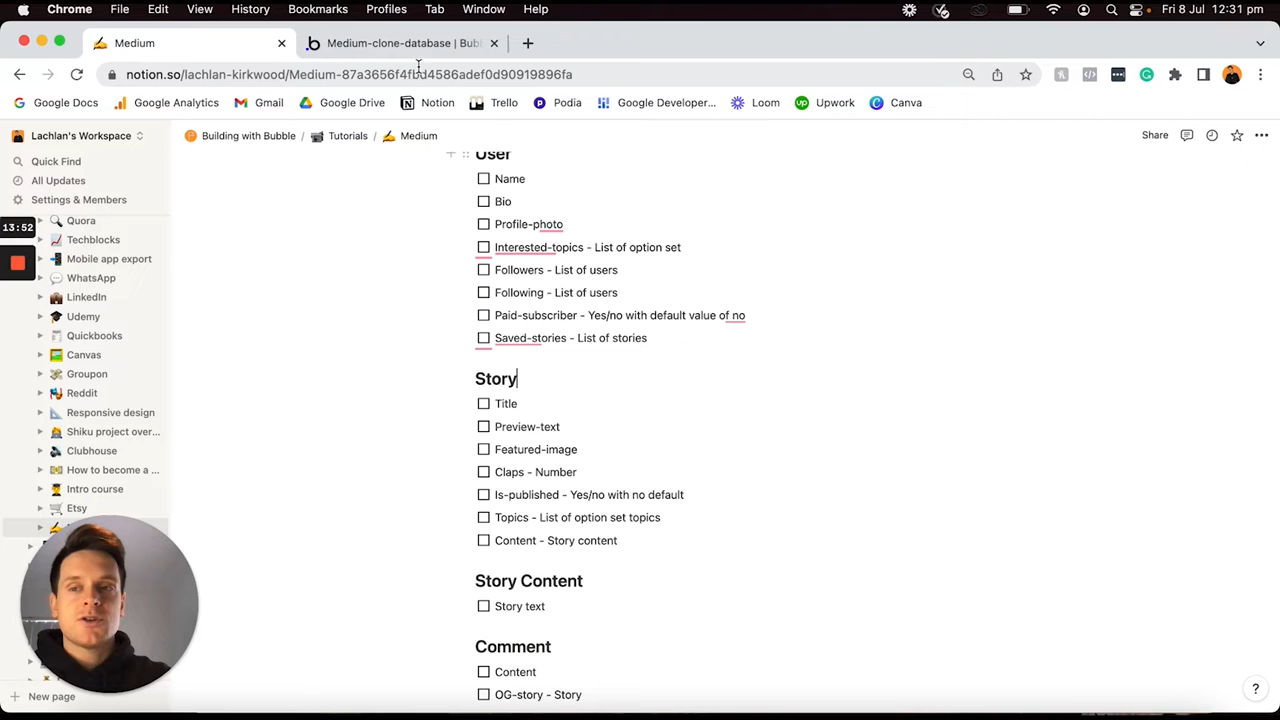 Chrome File Edit View History Bookmarks Profiles Tab Window Help Fri 8 Jul 12:31 pm
Medium
Medium-clone-database | Bub
notion.so/lachlan-kirkwood/Medium-87a3656f4fbd4586adef0d90919896fa
Google Docs Google Analytics Gmail Google Drive Notion Trello Podia Google Developer... Loom Upwork Canva
Lachlan's Workspace
Building with Bubble / Tutorials / Medium
Share
Quick Find
All Updates
Settings & Members
13:52
Quora
Techblocks
Mobile app export
WhatsApp
LinkedIn
Udemy
Quickbooks
Canvas
Groupon
Reddit
Responsive design
Shiku project over...
Clubhouse
How to become a ...
Intro course
Etsy
New page
User
Name
Bio
Profile-photo
Interested-topics - List of option set
Followers - List of users
Following - List of users
Paid-subscriber - Yes/no with default value of no
Saved-stories - List of stories
Story
Title
Preview-text
Featured-image
Claps - Number
Is-published - Yes/no with no default
Topics - List of option set topics
Content - Story content
Story Content
Story text
Comment
Content
OG-story - Story
?